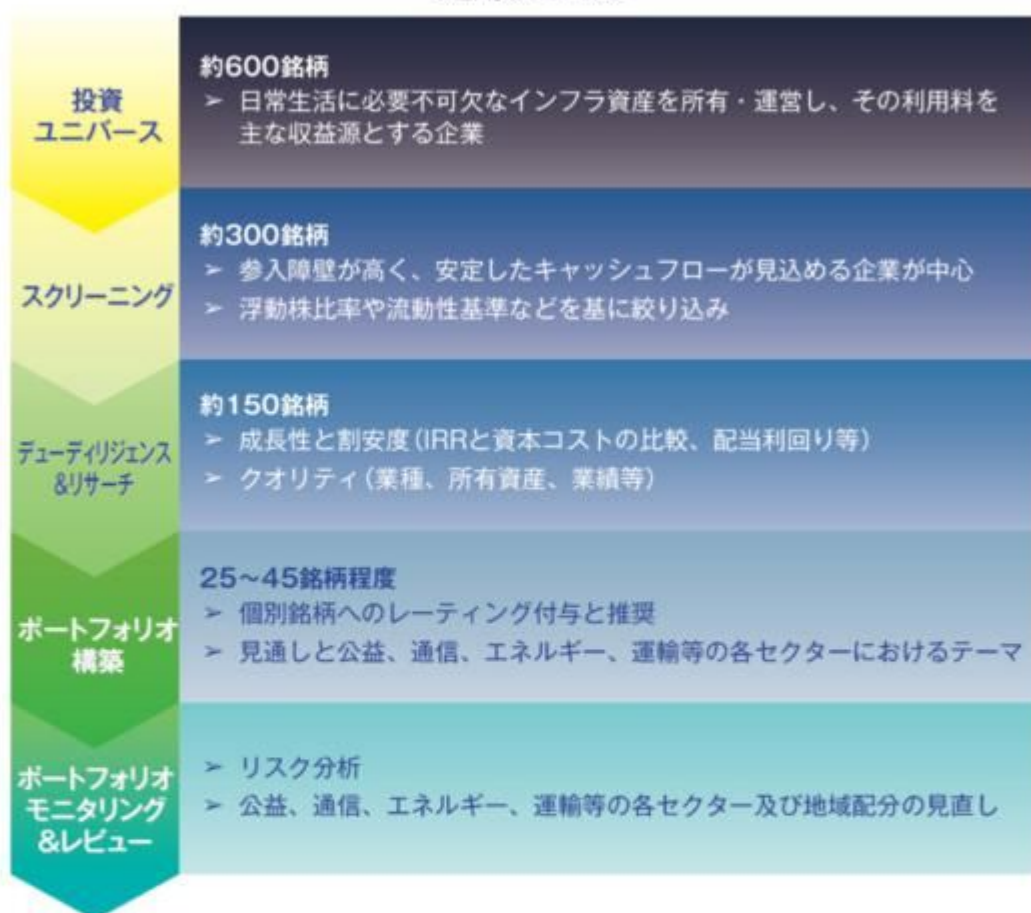 投資
ユニバース
約600銘柄
➢ 日常生活に必要不可欠なインフラ資産を所有・運営し、その利用料を
主な収益源とする企業
スクリーニング
約300銘柄
➢ 参入障壁が高く、安定したキャッシュフローが見込める企業が中心
➢ 浮動株比率や流動性基準などを基に絞り込み
デューディリジェンス
&リサーチ
約150銘柄
➢ 成長性と割安度(IRRと資本コストの比較、配当利回り等)
➢ クオリティ(業種、所有資産、業績等)
ポートフォリオ
構築
25~45銘柄程度
➢ 個別銘柄へのレーティング付与と推奨
➢ 見通しと公益、通信、エネルギー、運輸等の各セクターにおけるテーマ
ポートフォリオ
モニタリング
&レビュー
➢ リスク分析
➢ 公益、通信、エネルギー、運輸等の各セクター及び地域配分の見直し